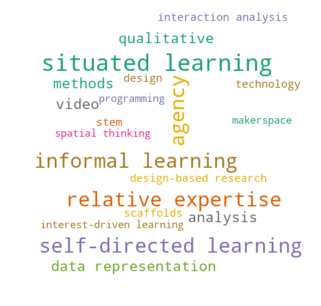 interaction analysis
qualitative
situated learning
methods
design
technology
video
programming
agency
stem
makerspace
spatial thinking
informal learning
design-based research
relative expertise
scaffolds
analysis
interest-driven learning
self-directed learning
data representation